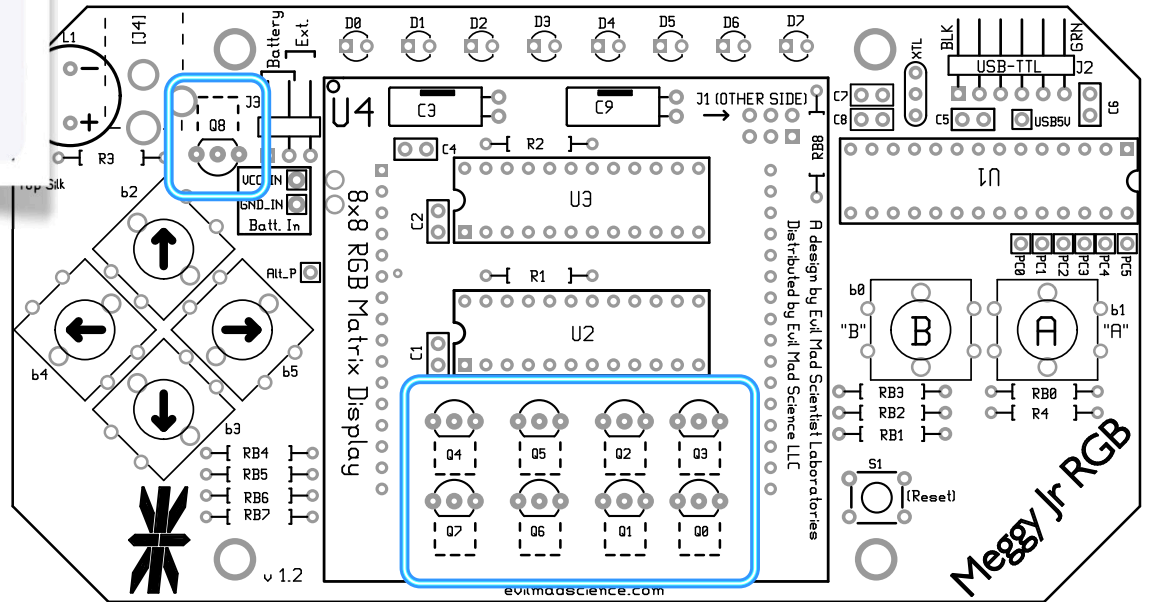 D0 D1 D2 D3 D4 D5 D6 D7
[J4]
L1
Battery
Ext.
BLK
GRN
USB-TTL
J2
XTL
C7
C8
C5
USB5V
C6
J3
Q8
U4
C3
C9
J1 (OTHER SIDE)
RB8
R3
C4
R2
U1
Silk
b2
VCC_IN
GND_IN
Batt. In
U3
C2
8x8 RGB Matrix Display
A design by Evil Mad Scientist Laboratories
Distributed by Evil Mad Science LLC
PC0 PC1 PC2 PC3 PC4 PC5
Alt_P
R1
b0
"B"
B
A
b1
"A"
U2
C1
b4
b5
b3
RB3
RB2
RB1
RB0
R4
Q4 Q5 Q2 Q3
RB4
RB5
RB6
RB7
S1
(Reset)
Q7 Q6 Q1 Q0
Meggy Jr RGB
v 1.2
evilmadscience.com